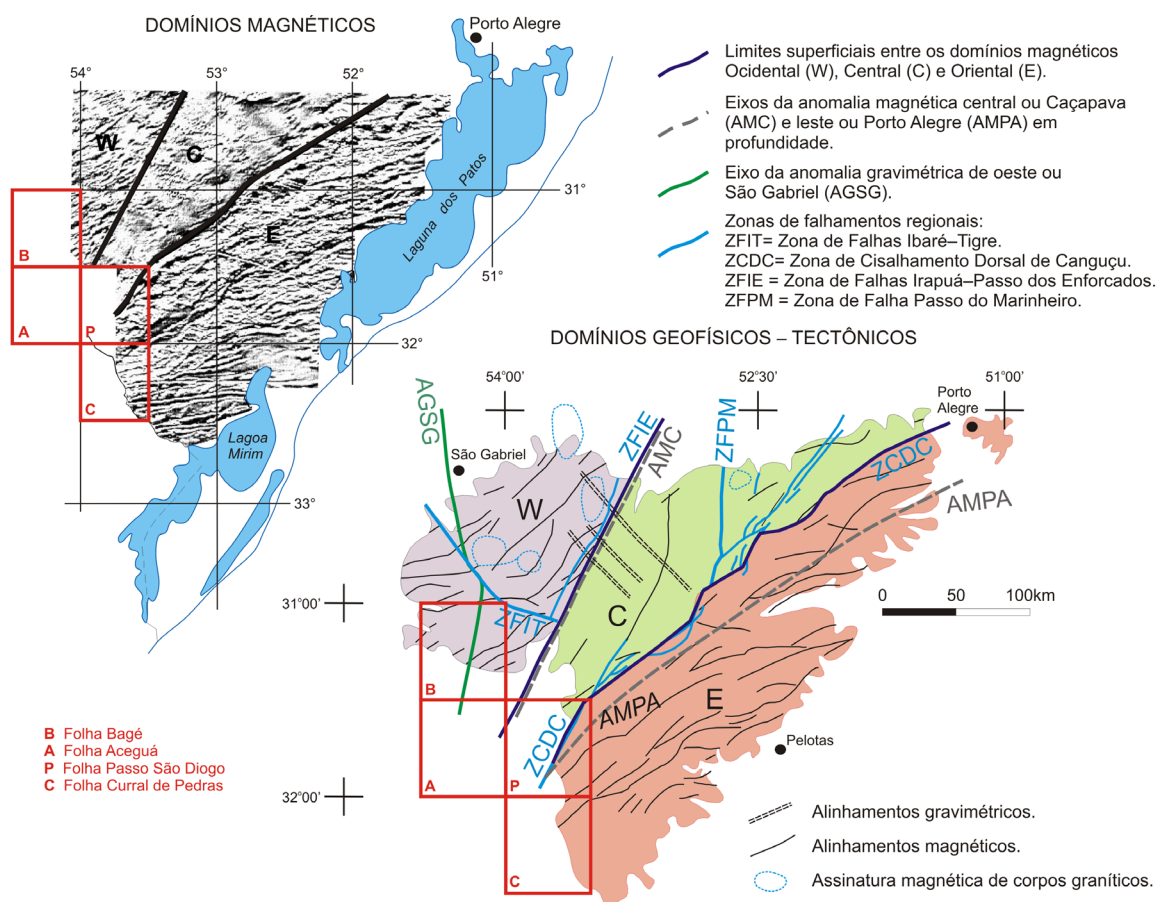 DOMÍNIOS MAGNÉTICOS
Porto Alegre
54°
53°
52°
W
C
E
Laguna dos Patos
31°
51°
B
A
P
C
32°
Lagoa
Mirim
33°
Limites superficiais entre os domínios magnéticos
Ocidental (W), Central (C) e Oriental (E).
Eixos da anomalia magnética central ou Caçapava
(AMC) e leste ou Porto Alegre (AMPA) em
profundidade.
Eixo da anomalia gravimétrica de oeste ou
São Gabriel (AGSG).
Zonas de falhamentos regionais:
ZFIT= Zona de Falhas Ibaré–Tigre.
ZCDC= Zona de Cisalhamento Dorsal de Canguçu.
ZFIE = Zona de Falhas Irapuá–Passo dos Enforcados.
ZFPM = Zona de Falha Passo do Marinheiro.
DOMÍNIOS GEOFÍSICOS – TECTÔNICOS
54°00'
52°30'
51°00'
Porto
Alegre
AGSG
ZFIE
AMC
ZFPM
ZCDC
AMPA
São Gabriel
W
31°00'
ZFIT
C
0
50
100km
B
AMPA
E
ZCDC
Pelotas
A
P
32°00'
C
B Folha Bagé
A Folha Aceguá
P Folha Passo São Diogo
C Folha Curral de Pedras
Alinhamentos gravimétricos.
Alinhamentos magnéticos.
Assinatura magnética de corpos graníticos.